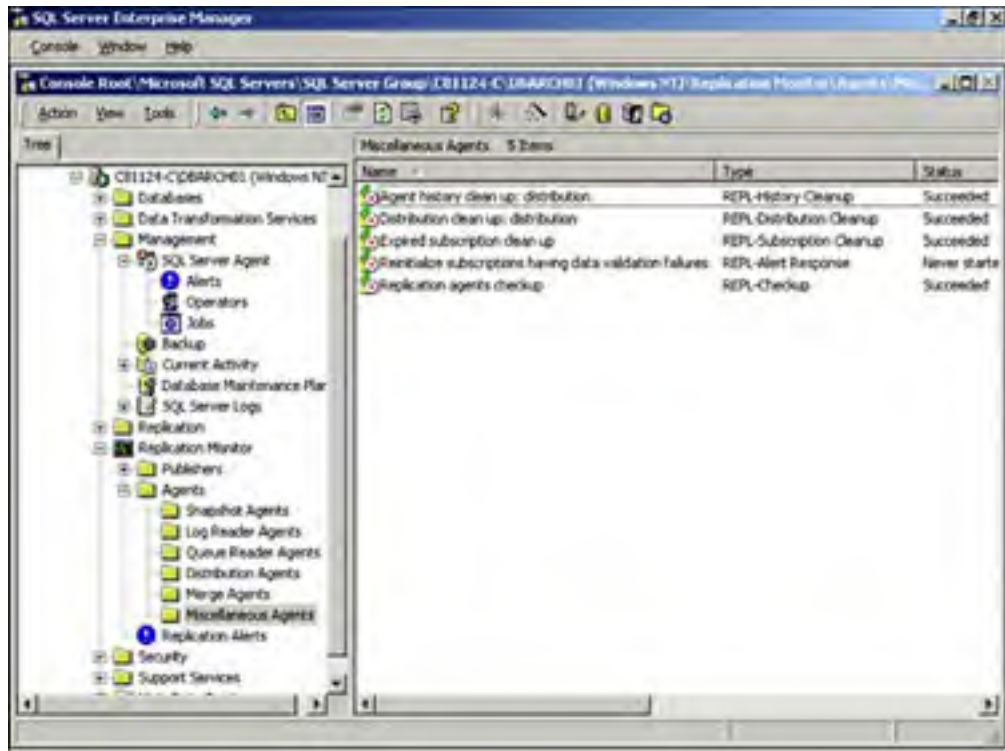 SQL Server Enterprise Manager
Console Window Help
Console Root\Microsoft SQL Servers\SQL Server Group\C81124-C\DBARCH01 (Windows NT)\Replication Monitor\Agents\
Action View Tools
Tree
Miscellaneous Agents 5 Items
Name Type Status
Agent history clean up: distribution REPL-History Cleanup Succeeded
Distribution clean up: distribution REPL-Distribution Cleanup Succeeded
Expired subscription clean up REPL-Subscription Cleanup Succeeded
Reinitialize subscriptions having data validation failures REPL-Alert Response Never starte
Replication agents checkup REPL-Checkup Succeeded
C81124-C\DBARCH01 (Windows NT
Databases
Data Transformation Services
Management
SQL Server Agent
Alerts
Operators
Jobs
Backup
Current Activity
Database Maintenance Plar
SQL Server Logs
Replication
Replication Monitor
Publishers
Agents
Snapshot Agents
Log Reader Agents
Queue Reader Agents
Distribution Agents
Merge Agents
Miscellaneous Agents
Replication Alerts
Security
Support Services